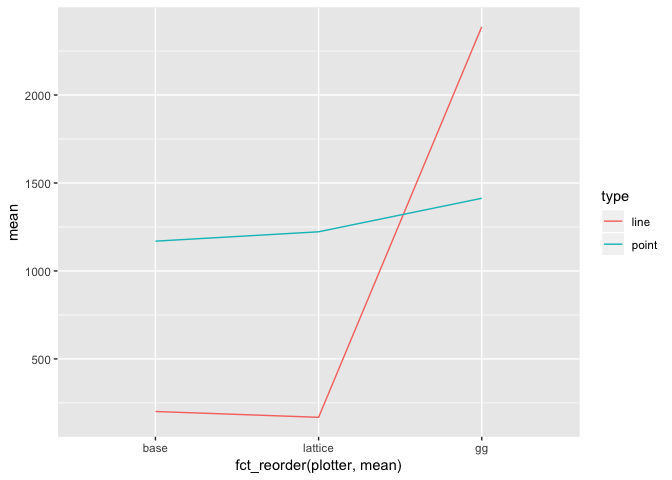 2000
1500
1000
500
mean
base lattice gg
fct_reorder(plotter, mean)
type
line
point